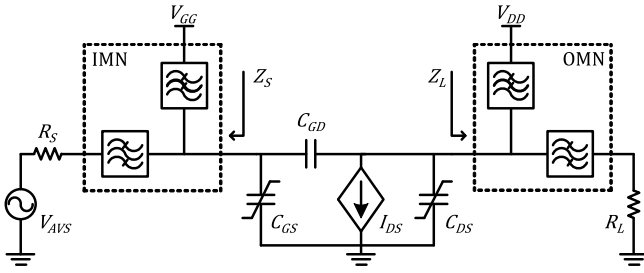 V_GG
V_DD
IMN
OMN
Z_S
Z_L
C_GD
R_S
V_AVS
C_GS
I_DS
C_DS
R_L